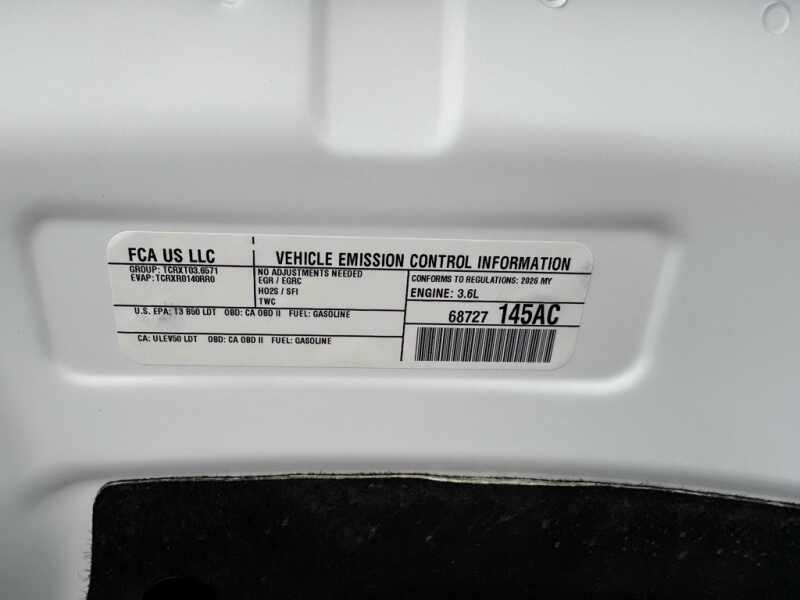 FCA US LLC
VEHICLE EMISSION CONTROL INFORMATION
GROUP: TCRXT03.6571
EVAP: TCRXR0140RR0
NO ADJUSTMENTS NEEDED
EGR / EGRC
HO2S / SFI
TWC
CONFORMS TO REGULATIONS: 2026 MY
ENGINE: 3.6L
U.S. EPA: T3 B50 LDT OBD: CA OBD II FUEL: GASOLINE
68727 145AC
CA: ULEV50 LDT OBD: CA OBD II FUEL: GASOLINE